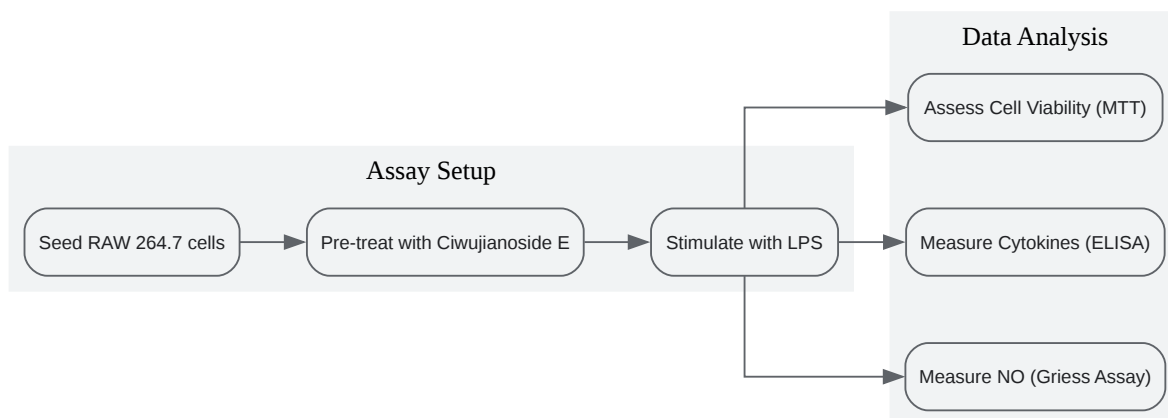 Data Analysis
Assess Cell Viability (MTT)
Assay Setup
Seed RAW 264.7 cells
Pre-treat with Ciwujianoside E
Stimulate with LPS
Measure Cytokines (ELISA)
Measure NO (Griess Assay)